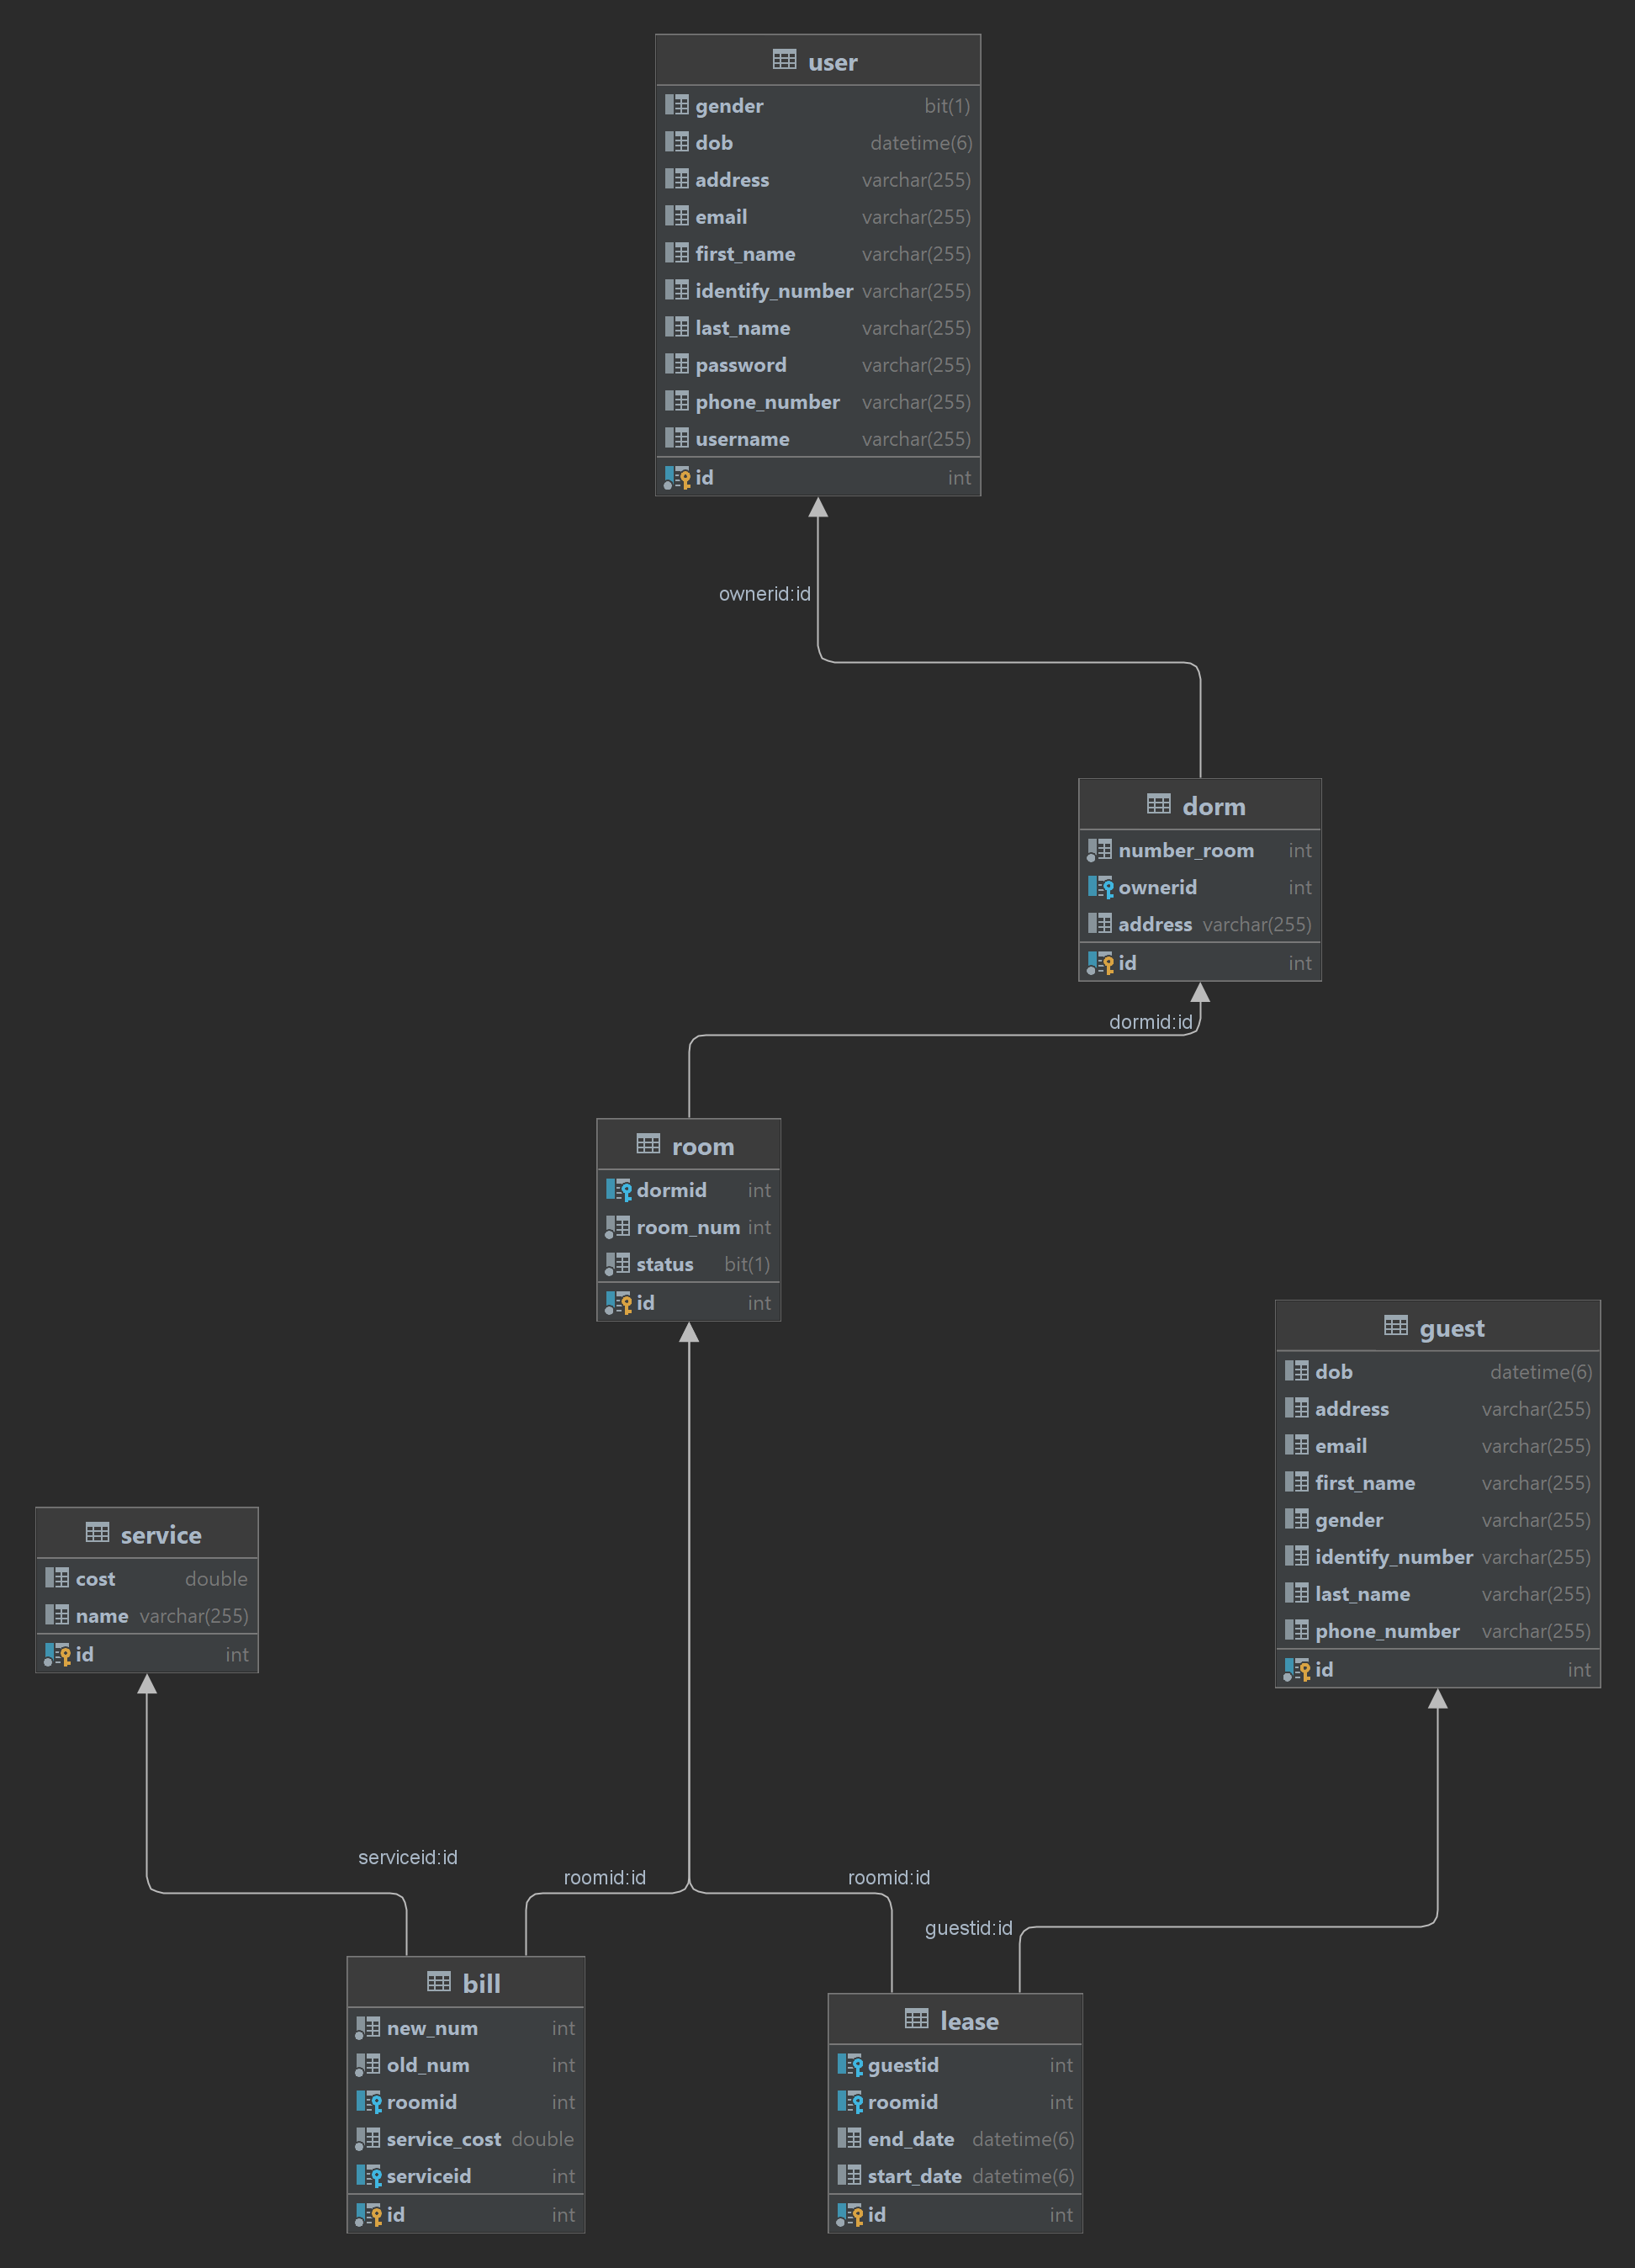 user
gender bit(1)
dob datetime(6)
address varchar(255)
email varchar(255)
first_name varchar(255)
identify_number varchar(255)
last_name varchar(255)
password varchar(255)
phone_number varchar(255)
username varchar(255)
id int
ownerid:id
dorm
number_room int
ownerid int
address varchar(255)
id int
dormid:id
room
dormid int
room_num int
status bit(1)
id int
guest
dob datetime(6)
address varchar(255)
email varchar(255)
first_name varchar(255)
gender varchar(255)
identify_number varchar(255)
last_name varchar(255)
phone_number varchar(255)
id int
service
cost double
name varchar(255)
id int
serviceid:id
roomid:id
roomid:id
guestid:id
bill
new_num int
old_num int
roomid int
service_cost double
serviceid int
id int
lease
guestid int
roomid int
end_date datetime(6)
start_date datetime(6)
id int